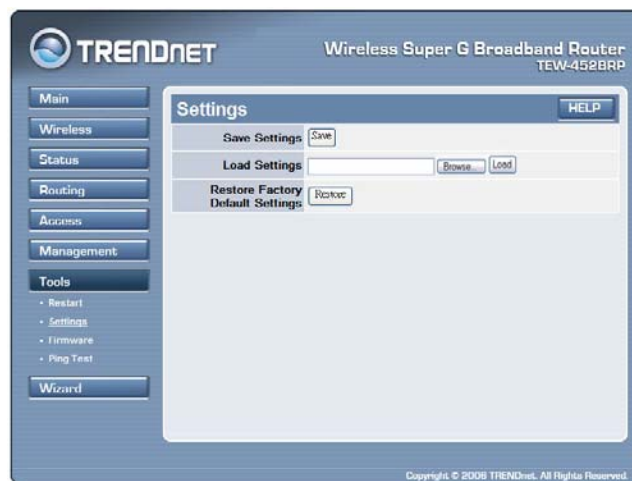 TRENDNET
Wireless Super G Broadband Router
TEW-452BRP
Main
Wireless
Status
Routing
Access
Management
Tools
• Restart
• Settings
• Firmware
• Ping Test
Wizard
Settings
HELP
Save Settings Save
Load Settings Browse... Load
Restore Factory
Default Settings Restore
Copyright © 2006 TRENDnet. All Rights Reserved.